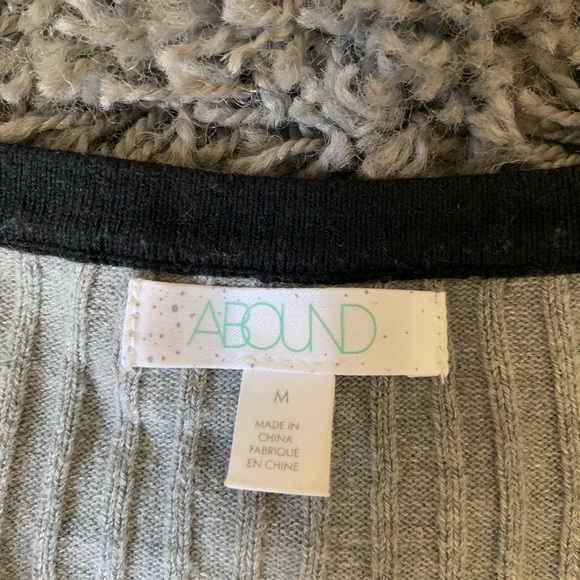 ABOUND
M
MADE IN
CHINA
FABRIQUÉ
EN CHINE